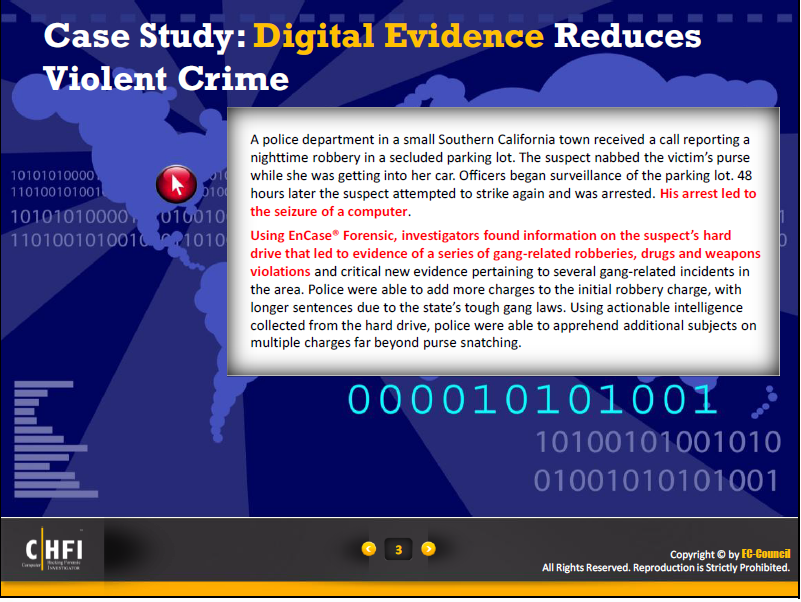 Case Study: Digital Evidence Reduces
Violent Crime
A police department in a small Southern California town received a call reporting a
nighttime robbery in a secluded parking lot. The suspect nabbed the victim's purse
while she was getting into her car. Officers began surveillance of the parking lot. 48
hours later the suspect attempted to strike again and was arrested. His arrest led to
the seizure of a computer.
Using EnCase® Forensic, investigators found information on the suspect's hard
drive that led to evidence of a series of gang-related robberies, drugs and weapons
violations and critical new evidence pertaining to several gang-related incidents in
the area. Police were able to add more charges to the initial robbery charge, with
longer sentences due to the state's tough gang laws. Using actionable intelligence
collected from the hard drive, police were able to apprehend additional subjects on
multiple charges far beyond purse snatching.
000010101001
10100101001010
01001010101001
CHFI
Computer Hacking Forensic
INVESTIGATOR
3
Copyright © by EC-Council
All Rights Reserved. Reproduction is Strictly Prohibited.